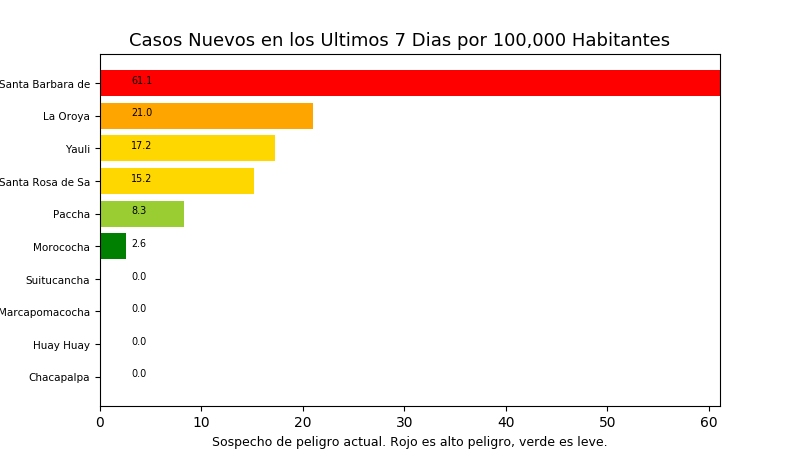 Casos Nuevos en los Ultimos 7 Dias por 100,000 Habitantes
Santa Barbara de 61.1
La Oroya 21.0
Yauli 17.2
Santa Rosa de Sa 15.2
Paccha 8.3
Morococha 2.6
Suitucancha 0.0
Marcapomacocha 0.0
Huay Huay 0.0
Chacapalpa 0.0
0 10 20 30 40 50 60
Sospecho de peligro actual. Rojo es alto peligro, verde es leve.